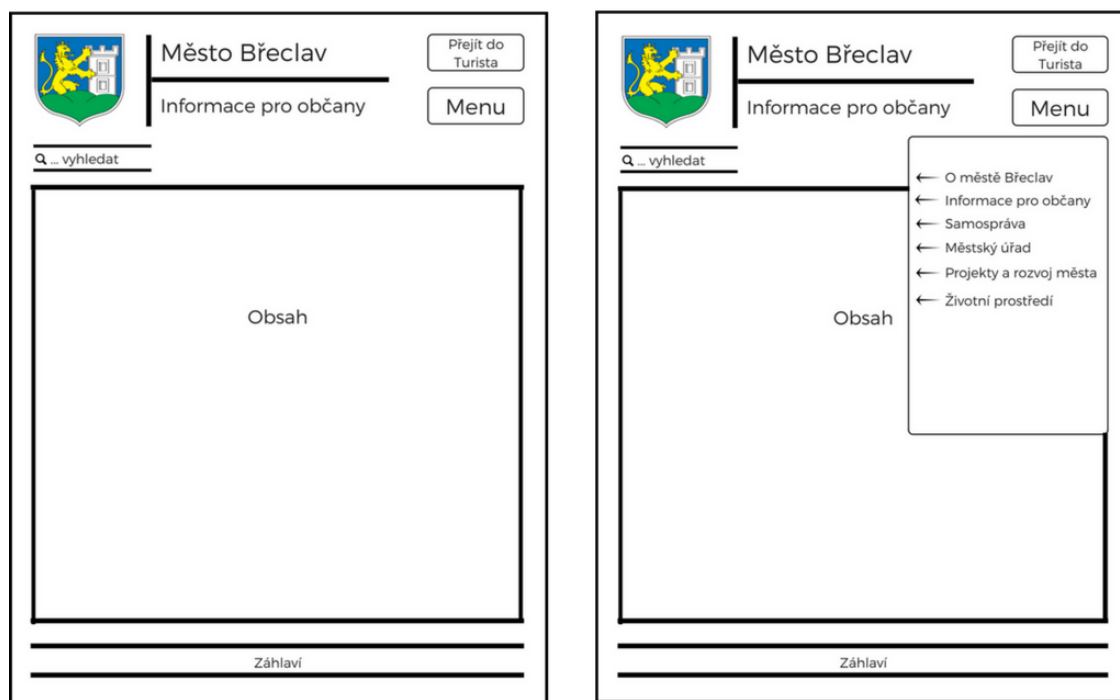 Město Břeclav
Informace pro občany
Přejít do
Turista
Menu
... vyhledat
Obsah
Záhlaví
Město Břeclav
Informace pro občany
Přejít do
Turista
Menu
... vyhledat
O městě Břeclav
Informace pro občany
Samospráva
Městský úřad
Projekty a rozvoj města
Životní prostředí
Obsah
Záhlaví